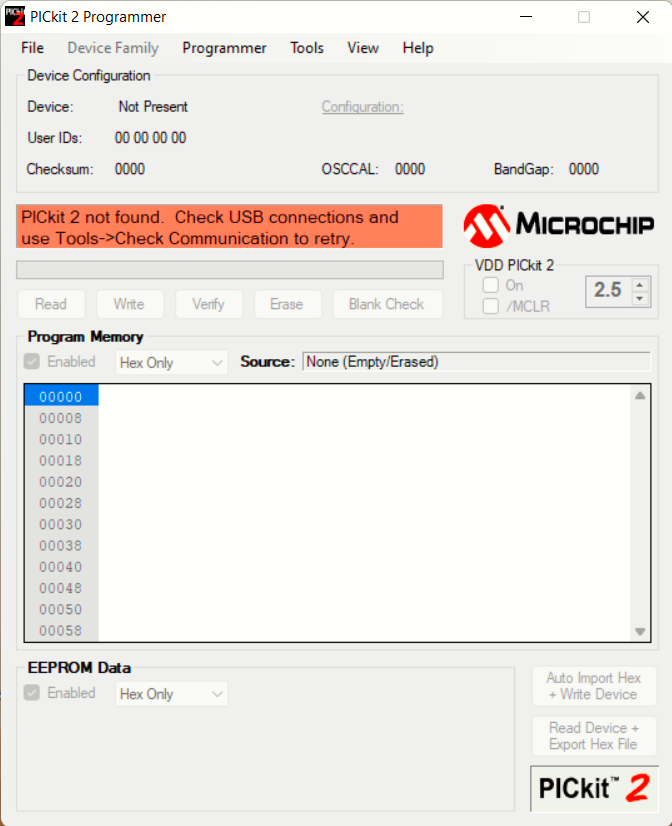 PICkit 2 Programmer
File Device Family Programmer Tools View Help
Device Configuration
Device: Not Present Configuration:
User IDs: 00 00 00 00
Checksum: 0000 OSCCAL: 0000 BandGap: 0000
PICkit 2 not found. Check USB connections and
use Tools->Check Communication to retry.
MICROCHIP
VDD PICkit 2
On
/MCLR
2.5
Read Write Verify Erase Blank Check
Program Memory
Enabled Hex Only Source: None (Empty/Erased)
00000
00008
00010
00018
00020
00028
00030
00038
00040
00048
00050
00058
EEPROM Data
Enabled Hex Only
Auto Import Hex
+ Write Device
Read Device +
Export Hex File
PICkit™ 2